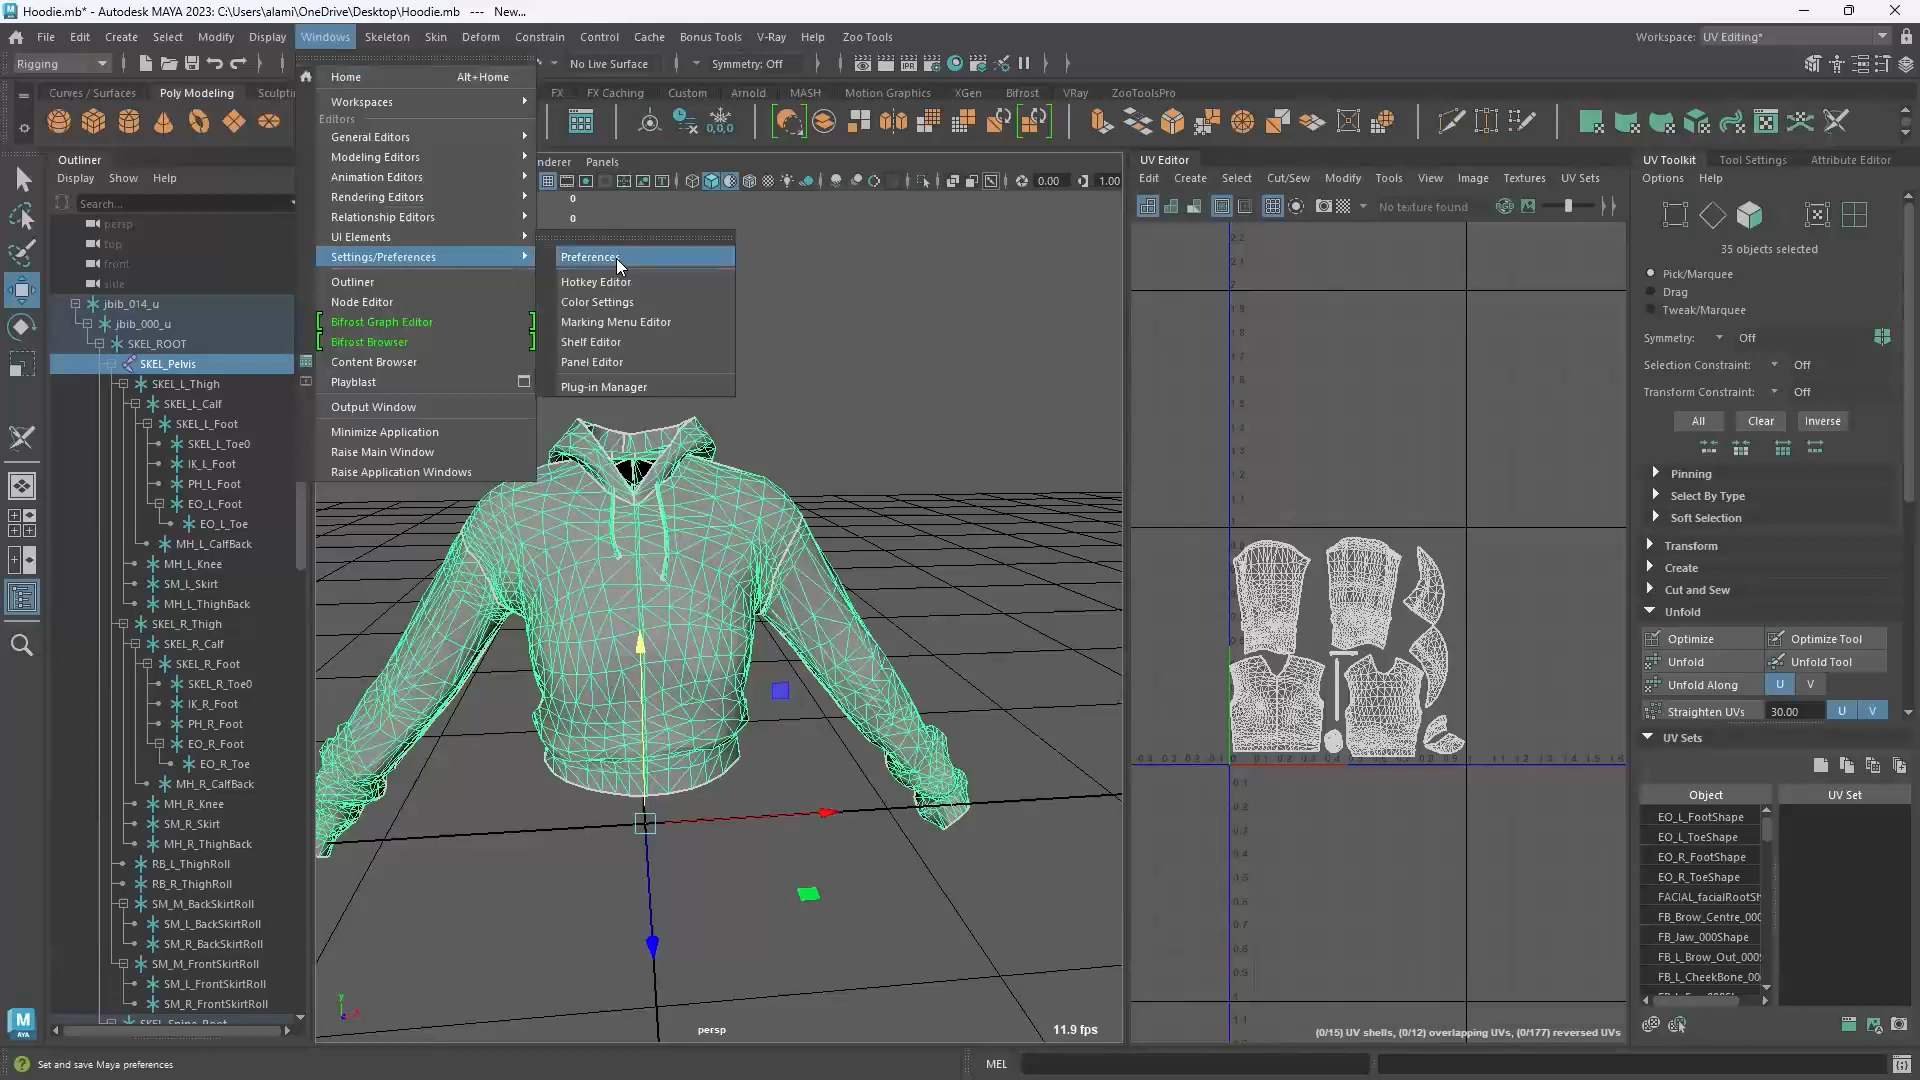 Hoodie.mb* - Autodesk MAYA 2023: C:\Users\alami\OneDrive\Desktop\Hoodie.mb --- New...
File Edit Create Select Modify Display Windows Skeleton Skin Deform Constrain Control Cache Bonus Tools V-Ray Help Zoo Tools
Workspace: UV Editing*
Rigging
No Live Surface
Symmetry: Off
IPR
Curves / Surfaces Poly Modeling
FX FX Caching Custom Arnold MASH Motion Graphics XGen Bifrost VRay ZooToolsPro
0,0,0
Home Alt+Home
Workspaces
Editors
General Editors
Modeling Editors
Animation Editors
Rendering Editors
Relationship Editors
UI Elements
Settings/Preferences
Outliner
Node Editor
Bifrost Graph Editor
Bifrost Browser
Content Browser
Playblast
Output Window
Minimize Application
Raise Main Window
Raise Application Windows
Preferences
Hotkey Editor
Color Settings
Marking Menu Editor
Shelf Editor
Panel Editor
Plug-in Manager
Outliner
Display Show Help
Search...
persp
top
front
side
jbib_014_u
jbib_000_u
SKEL_ROOT
SKEL_Pelvis
SKEL_L_Thigh
SKEL_L_Calf
SKEL_L_Foot
SKEL_L_Toe0
IK_L_Foot
PH_L_Foot
EO_L_Foot
EO_L_Toe
MH_L_CalfBack
MH_L_Knee
SM_L_Skirt
MH_L_ThighBack
SKEL_R_Thigh
SKEL_R_Calf
SKEL_R_Foot
SKEL_R_Toe0
IK_R_Foot
PH_R_Foot
EO_R_Foot
EO_R_Toe
MH_R_CalfBack
MH_R_Knee
SM_R_Skirt
MH_R_ThighBack
RB_L_ThighRoll
RB_R_ThighRoll
SM_M_BackSkirtRoll
SM_L_BackSkirtRoll
SM_R_BackSkirtRoll
SM_M_FrontSkirtRoll
SM_L_FrontSkirtRoll
SM_R_FrontSkirtRoll
Panels
0.00 1.00
0
0
persp
11.9 fps
UV Editor
Edit Create Select Cut/Sew Modify Tools View Image Textures UV Sets
No texture found
(0/15) UV shells, (0/12) overlapping UVs, (0/177) reversed UVs
UV Toolkit Tool Settings Attribute Editor
Options Help
35 objects selected
Pick/Marquee
Drag
Tweak/Marquee
Symmetry: Off
Selection Constraint: Off
Transform Constraint: Off
All Clear Inverse
Pinning
Select By Type
Soft Selection
Transform
Create
Cut and Sew
Unfold
Optimize Optimize Tool
Unfold Unfold Tool
Unfold Along U V
Straighten UVs 30.00 U V
UV Sets
Object UV Set
EO_L_FootShape
EO_L_ToeShape
EO_R_FootShape
EO_R_ToeShape
FACIAL_facialRootSh
FB_Brow_Centre_000
FB_Jaw_000Shape
FB_L_Brow_Out_000
FB_L_CheekBone_00
Set and save Maya preferences
MEL